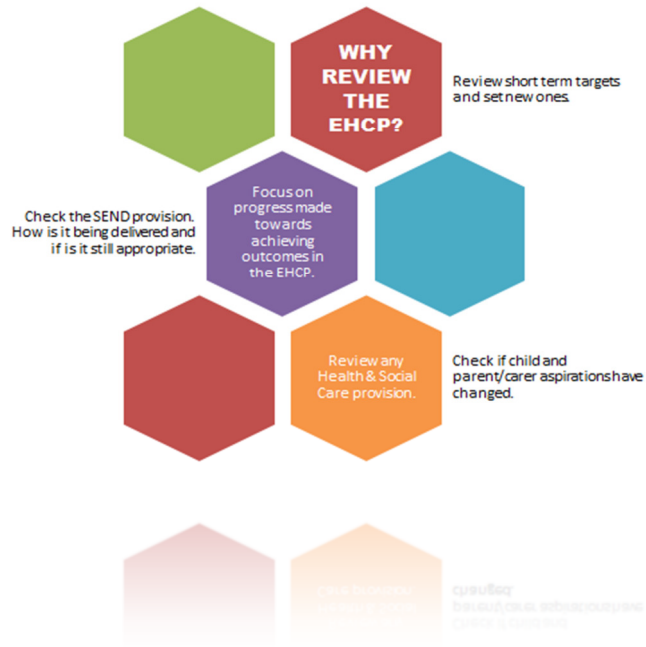 WHY
REVIEW
THE
EHCP?
Review short term targets
and set new ones.
Focus on
progress made
towards
achieving
outcomes in
the EHCP.
Check the SEND provision.
How is it being delivered and
if is it still appropriate.
Review any
Health & Social
Care provision.
Check if child and
parent/carer aspirations have
changed.